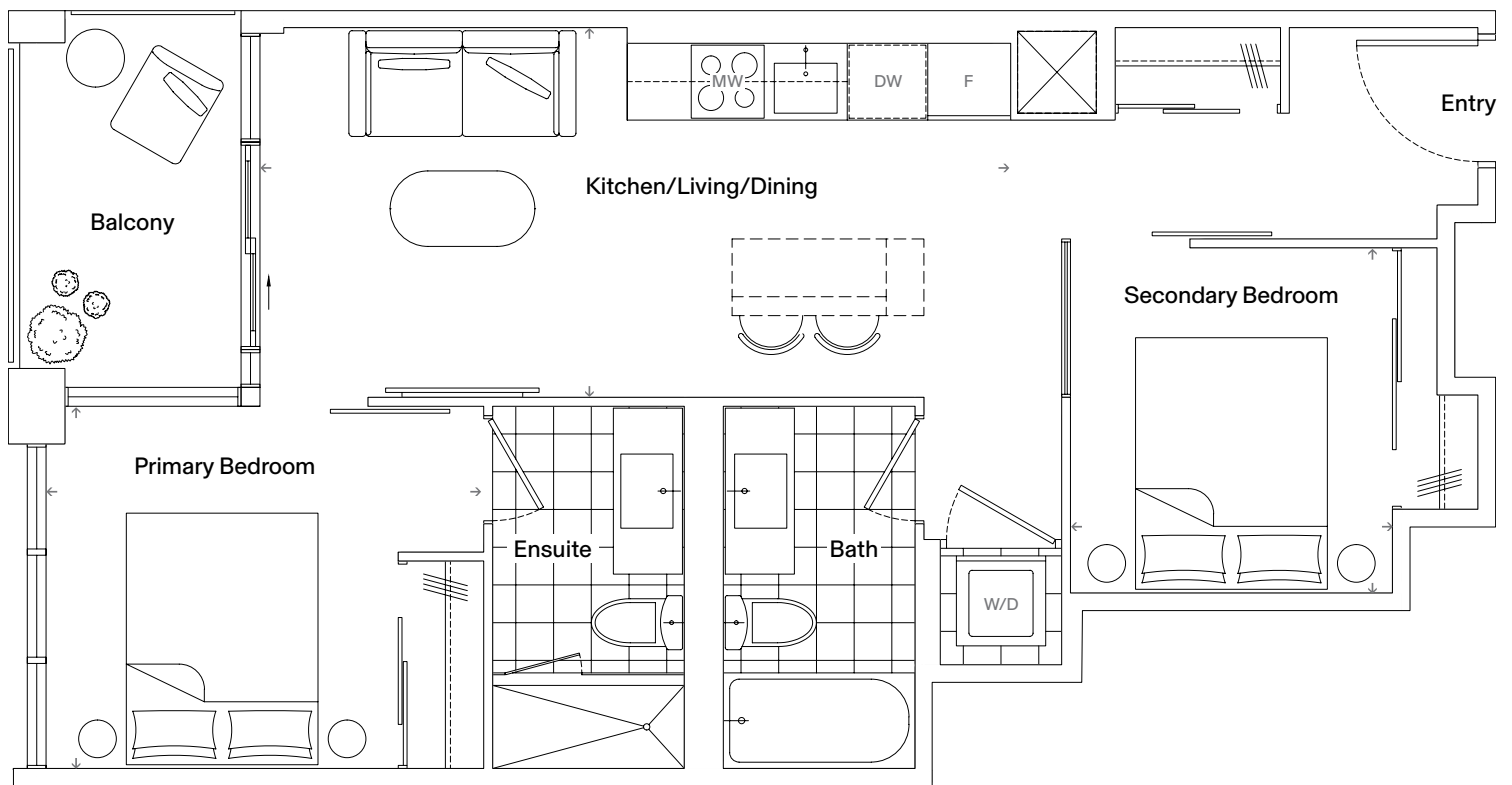 MW
DW
F
Entry
Kitchen/Living/Dining
Balcony
Secondary Bedroom
Primary Bedroom
Ensuite
Bath
W/D